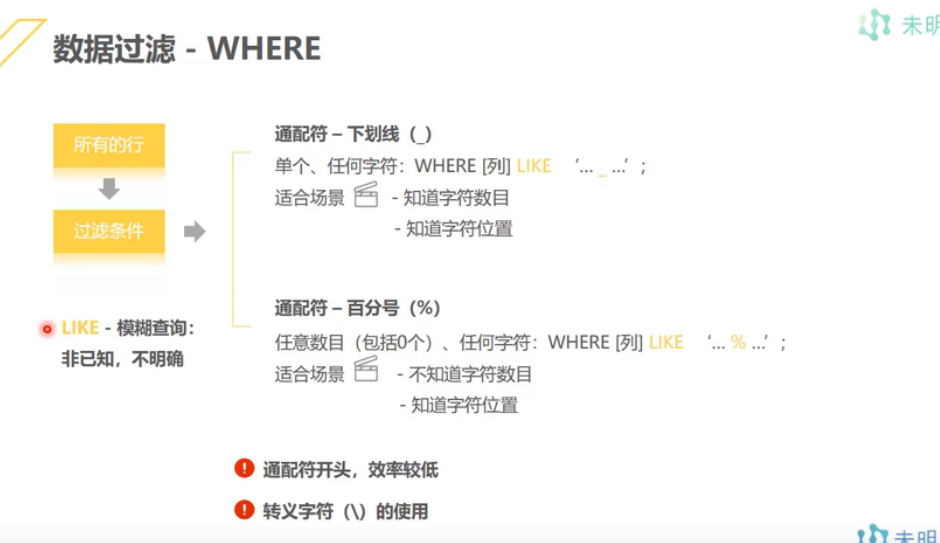 未明
数据过滤 - WHERE
所有的行
过滤条件
LIKE - 模糊查询：
非已知，不明确
通配符 – 下划线（_）
单个、任何字符：WHERE [列] LIKE ‘... _ ...’ ;
适合场景 - 知道字符数目
- 知道字符位置
通配符 – 百分号（%）
任意数目（包括0个）、任何字符：WHERE [列] LIKE ‘... % ...’ ;
适合场景 - 不知道字符数目
- 知道字符位置
! 通配符开头，效率较低
! 转义字符（\）的使用
未明